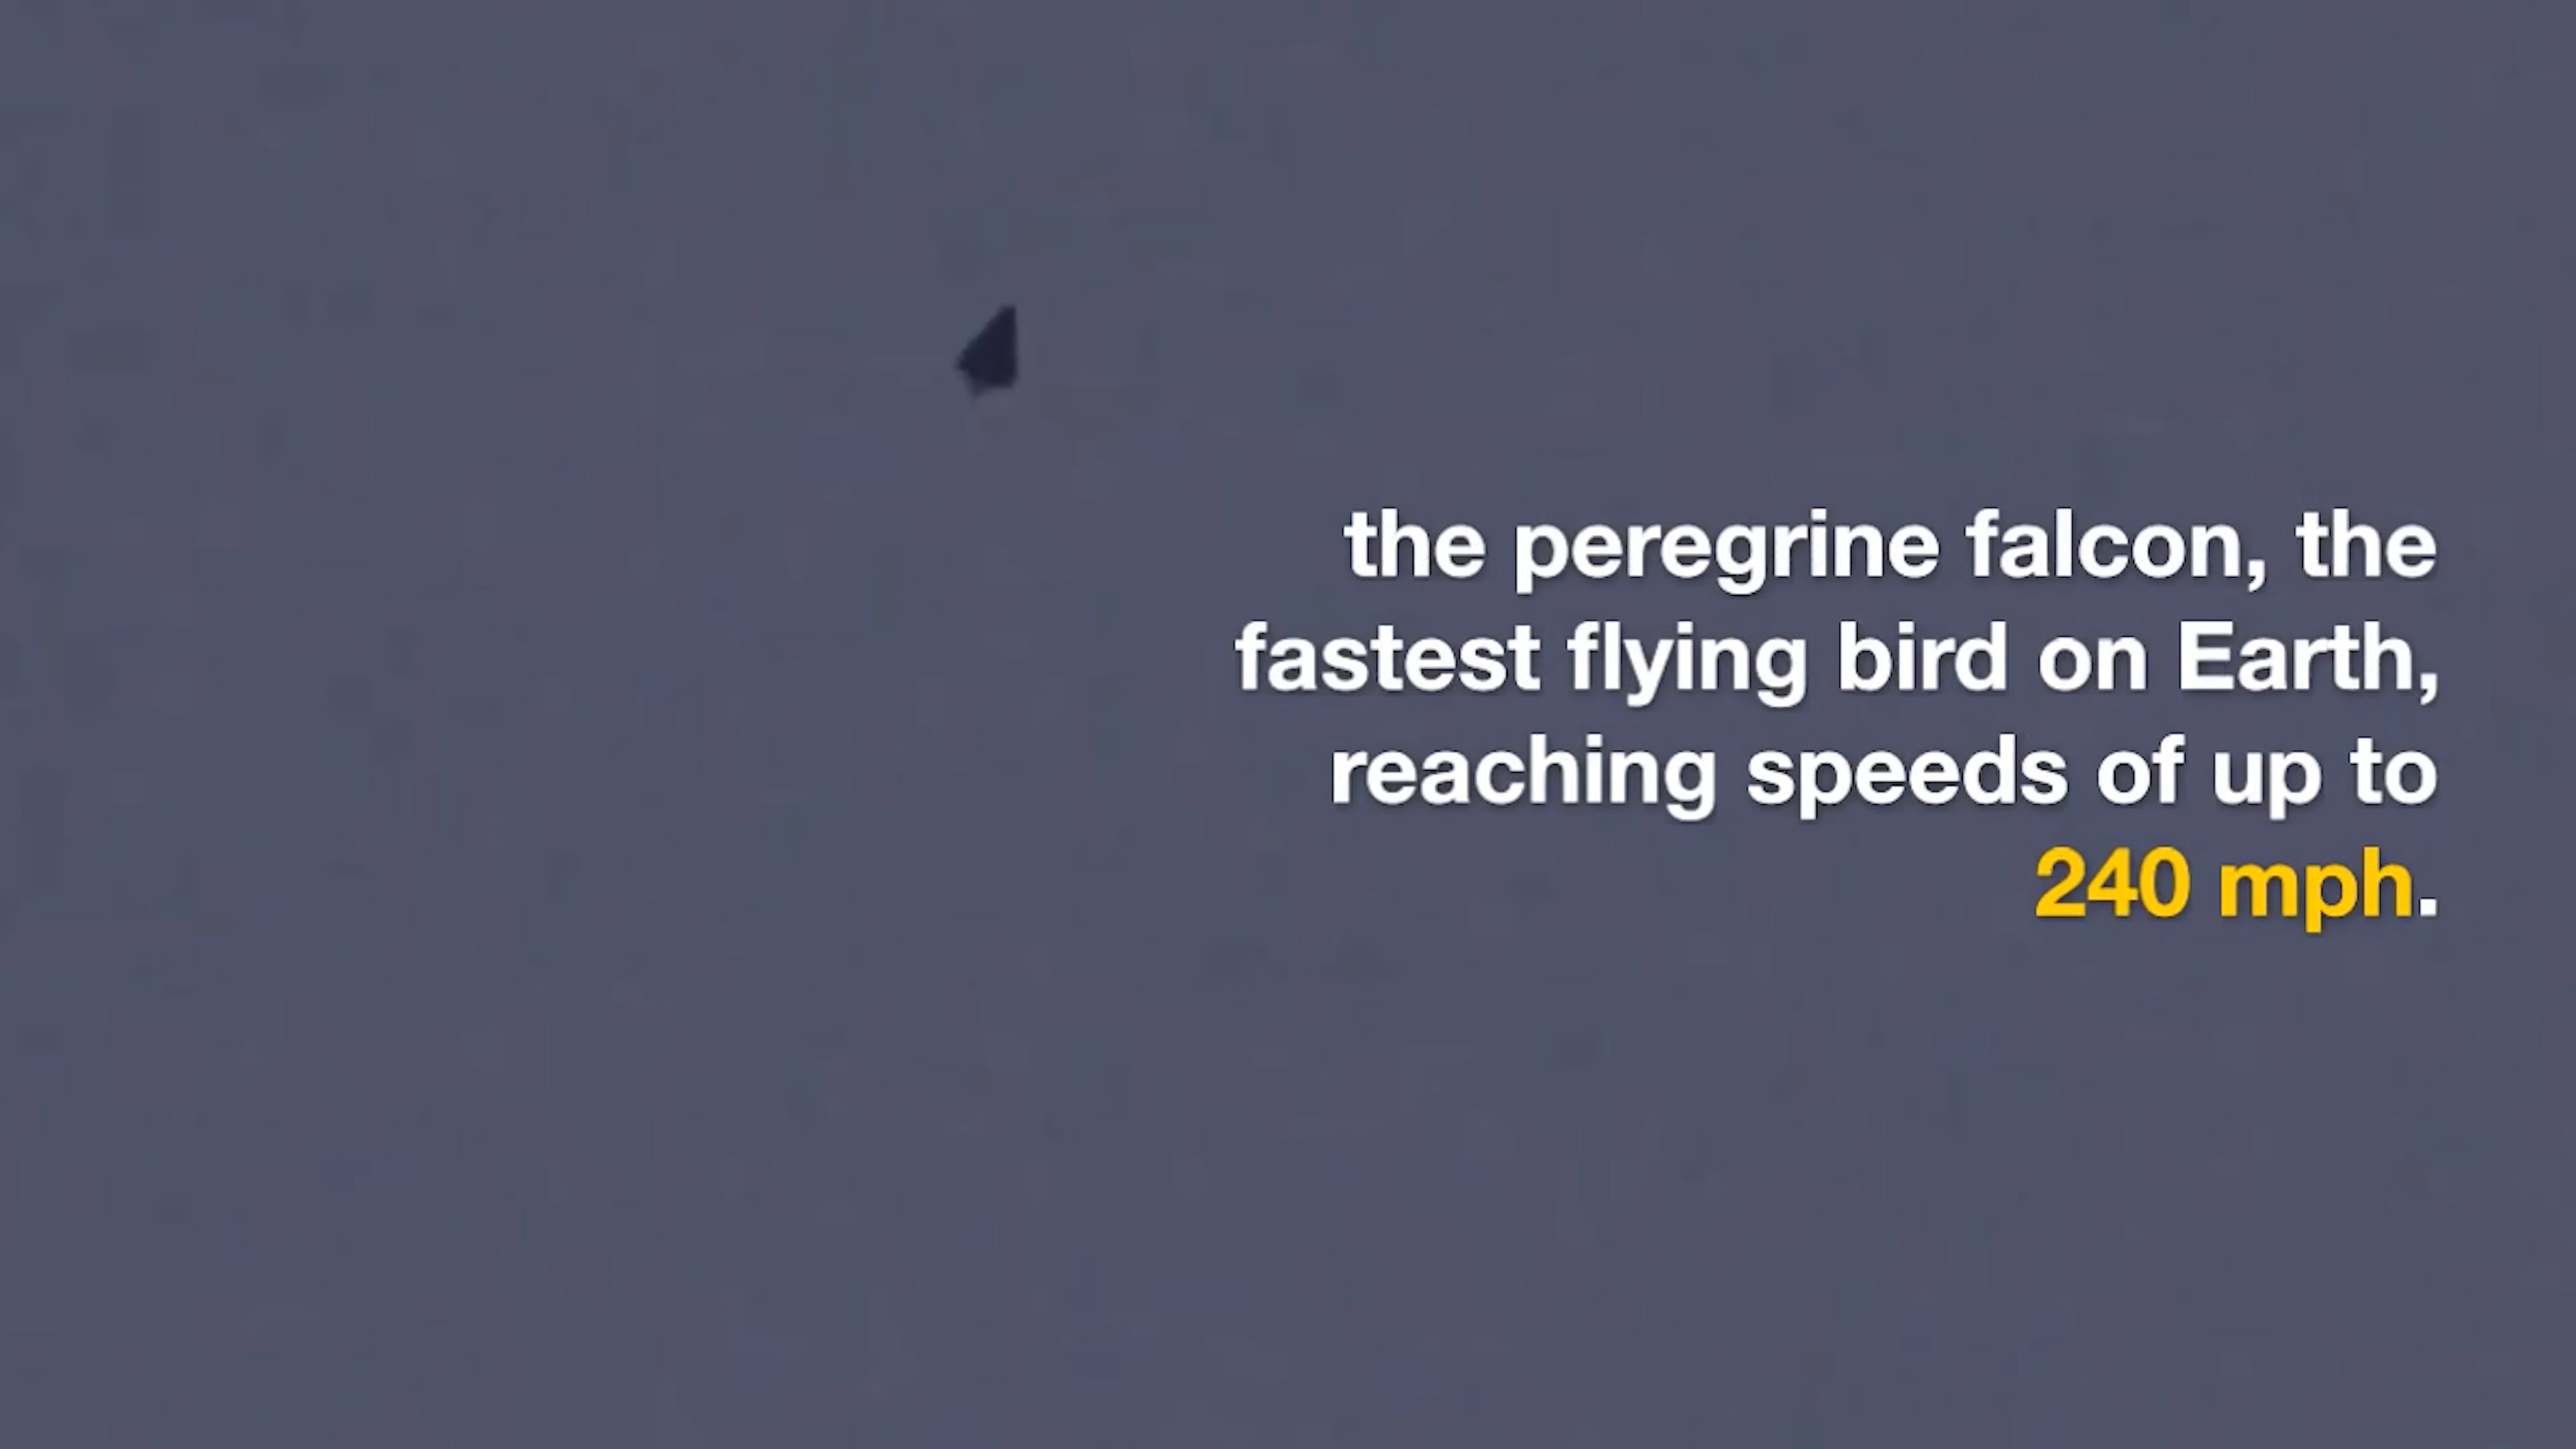 the peregrine falcon, the
fastest flying bird on Earth,
reaching speeds of up to
240 mph.